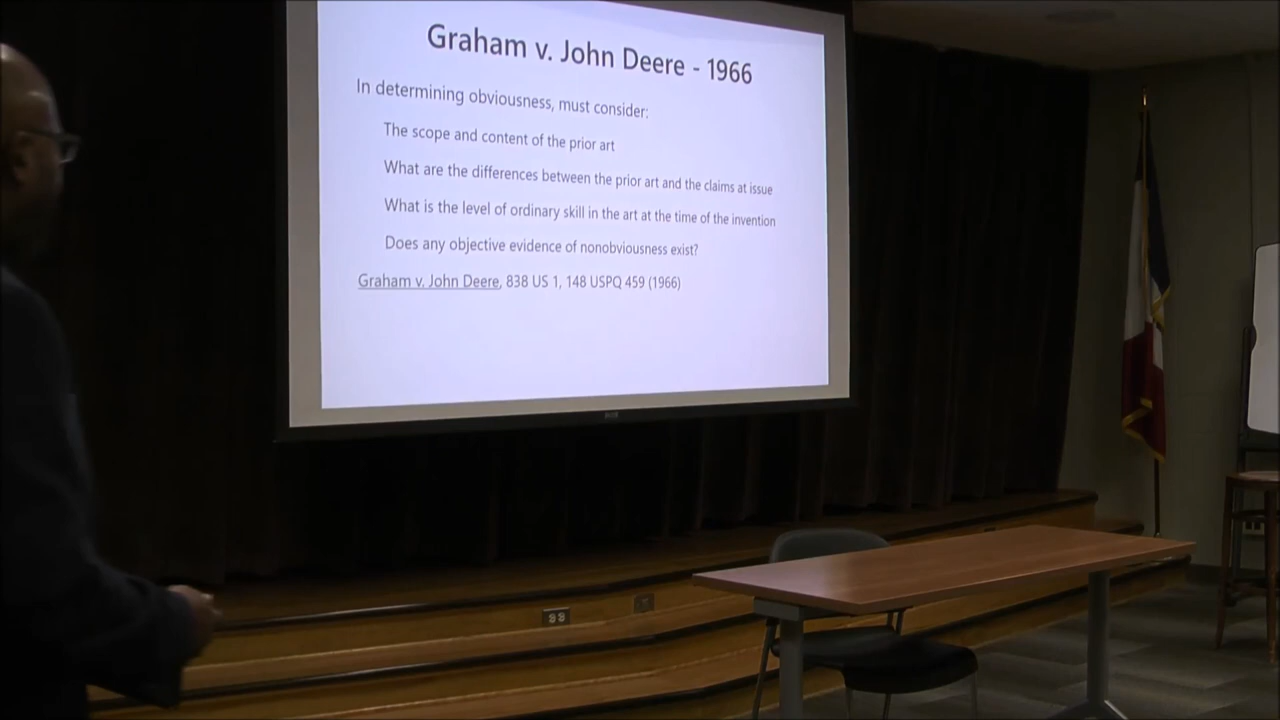 Graham v. John Deere - 1966
In determining obviousness, must consider:
The scope and content of the prior art
What are the differences between the prior art and the claims at issue
What is the level of ordinary skill in the art at the time of the invention
Does any objective evidence of nonobviousness exist?
Graham v. John Deere, 838 US 1, 148 USPQ 459 (1966)